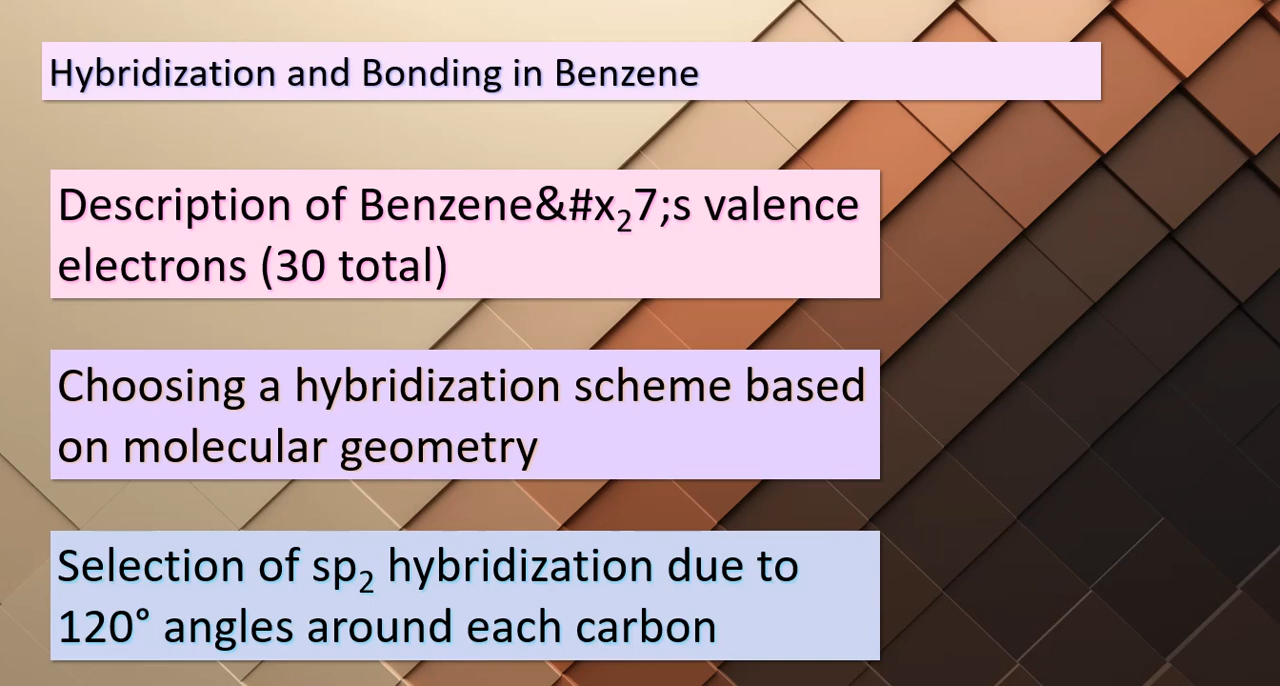 Hybridization and Bonding in Benzene
Description of Benzene&#x₂7;s valence
electrons (30 total)
Choosing a hybridization scheme based
on molecular geometry
Selection of sp₂ hybridization due to
120° angles around each carbon